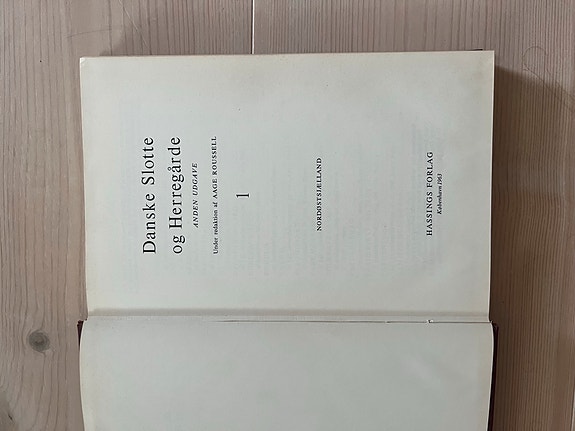 Danske Slotte
og Herregårde
ANDEN UDGAVE
Under redaktion af AAGE ROUSSELL
1
NORDØSTSJÆLLAND
HASSINGS FORLAG
København 1963